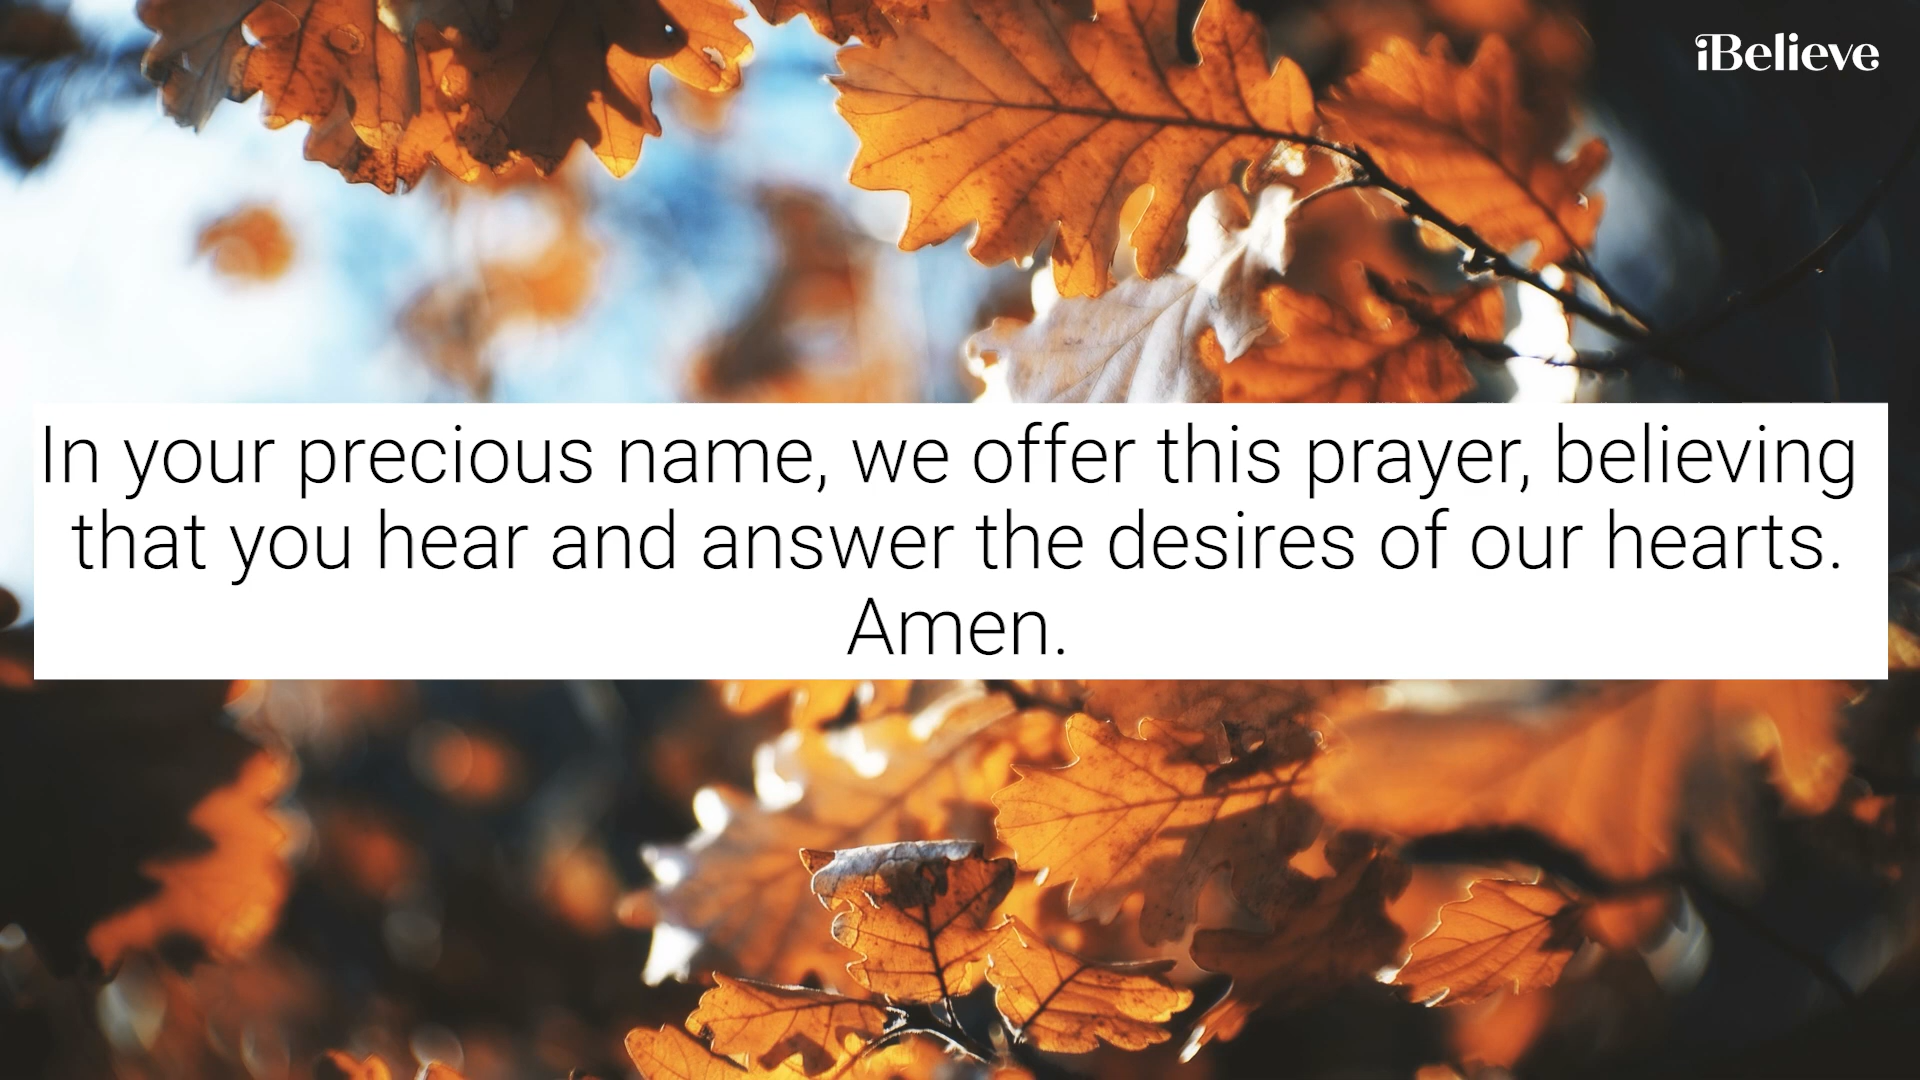 iBelieve
In your precious name, we offer this prayer, believing
that you hear and answer the desires of our hearts.
Amen.